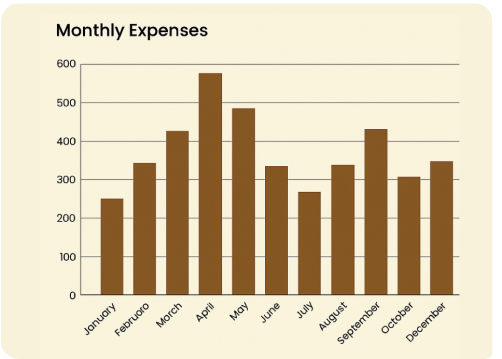 Monthly Expenses
600
500
400
300
200
100
0
January
Februaro
March
April
May
June
July
August
September
October
December